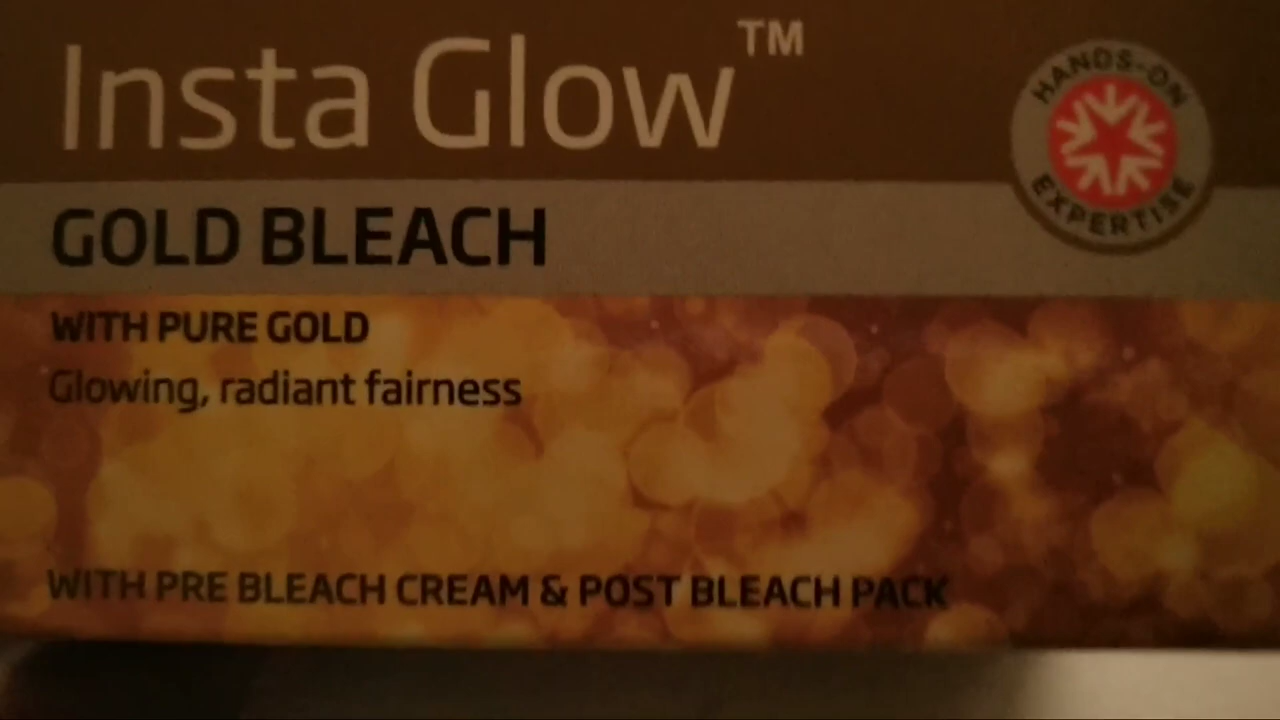 Insta Glow™
HANDS-ON
EXPERTISE
GOLD BLEACH
WITH PURE GOLD
Glowing, radiant fairness
WITH PRE BLEACH CREAM & POST BLEACH PACK